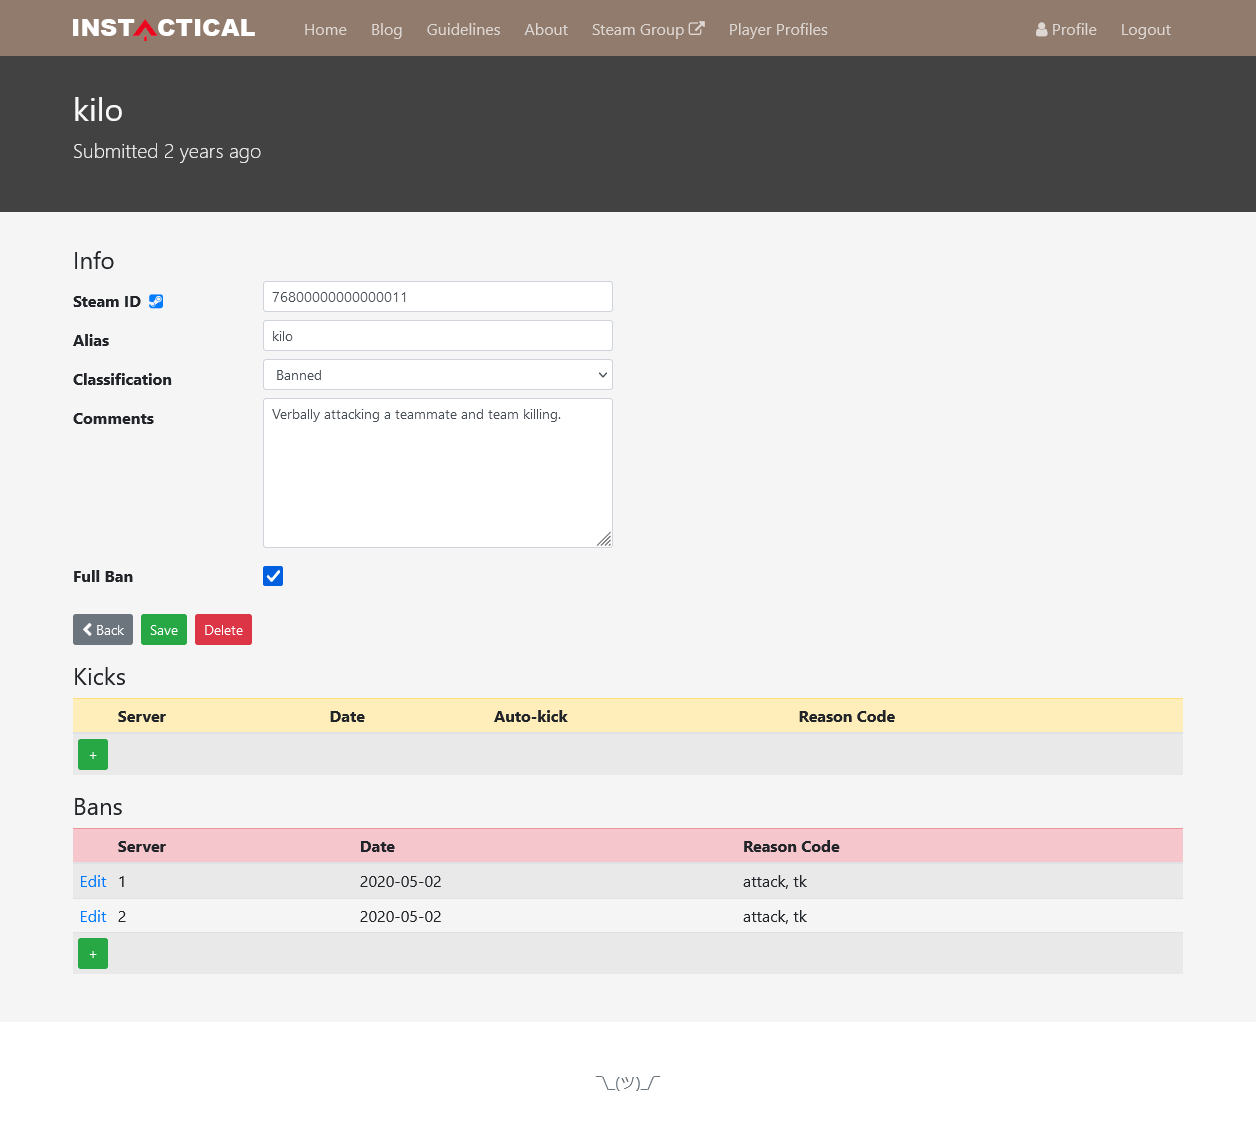 INSTACTICAL Home Blog Guidelines About Steam Group Player Profiles Profile Logout
kilo
Submitted 2 years ago
Info
Steam ID 76800000000000011
Alias kilo
Classification Banned
Comments Verbally attacking a teammate and team killing.
Full Ban
Back Save Delete
Kicks
Server Date Auto-kick Reason Code
+
Bans
Server Date Reason Code
Edit 1 2020-05-02 attack, tk
Edit 2 2020-05-02 attack, tk
+
¯\_(ツ)_/¯